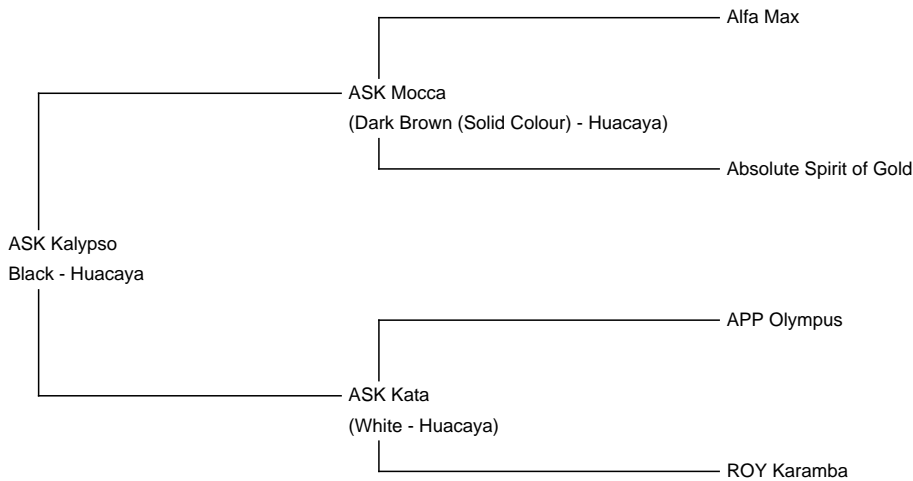 Alfa Max
ASK Mocca
(Dark Brown (Solid Colour) - Huacaya)
Absolute Spirit of Gold
ASK Kalypso
Black - Huacaya
APP Olympus
ASK Kata
(White - Huacaya)
ROY Karamba